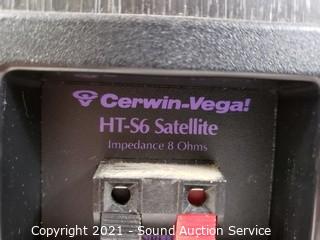 Cerwin-Vega!
HT-S6 Satellite
Impedance 8 Ohms
Copyright 2021 - Sound Auction Service